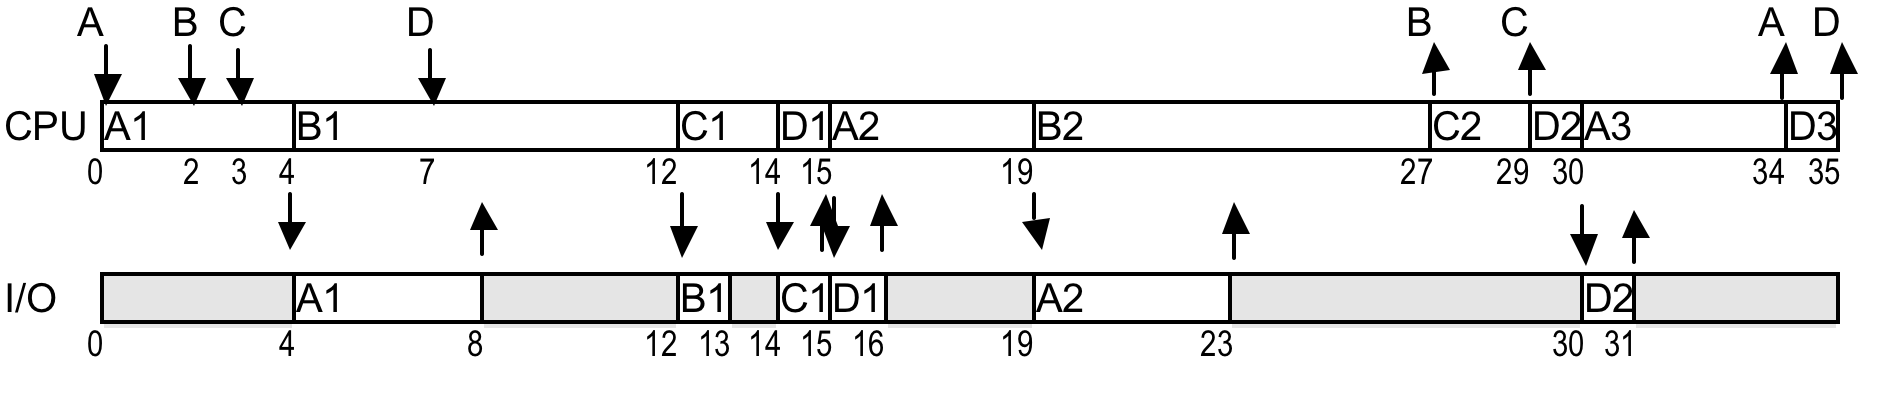 A B C D B C A D
CPU A1 B1 C1 D1 A2 B2 C2 D2 A3 D3
0 2 3 4 7 12 14 15 19 27 29 30 34 35
I/O A1 B1 C1 D1 A2 D2
0 4 8 12 13 14 15 16 19 23 30 31